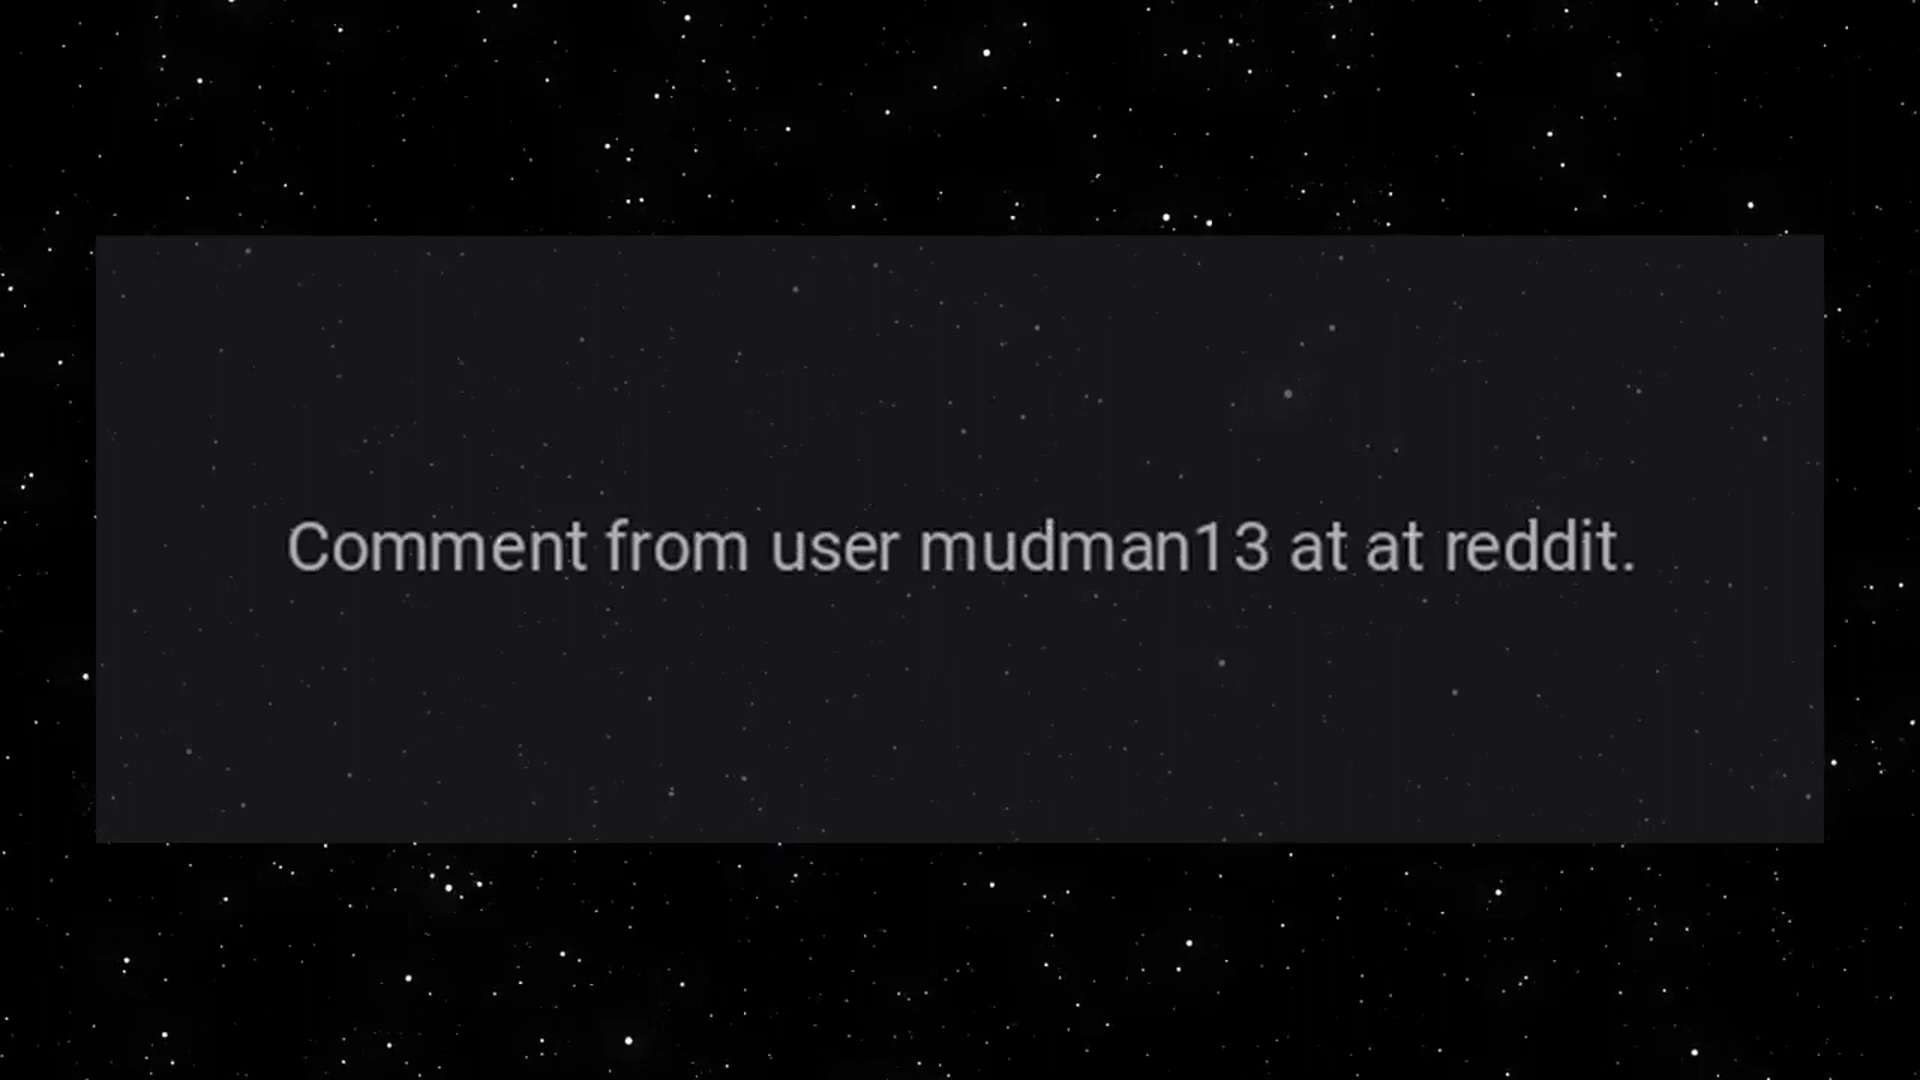 Comment from user mudman13 at at reddit.